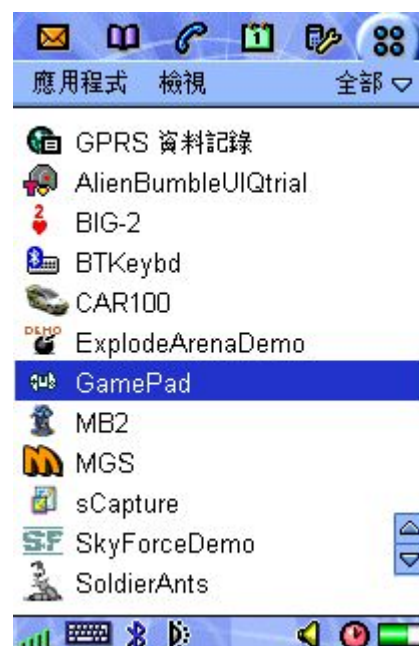 應用程式 檢視 全部
GPRS 資料記錄
AlienBumbleUIQtrial
BIG-2
BTKeybd
CAR100
ExplodeArenaDemo
GamePad
MB2
MGS
sCapture
SkyForceDemo
SoldierAnts